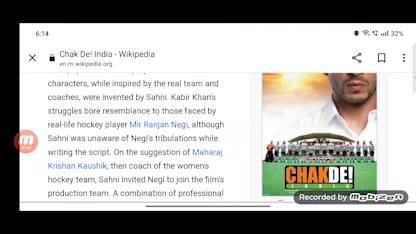 6:14
32%
Chak De! India - Wikipedia
en.m.wikipedia.org
characters, while inspired by the real team and
coaches, were invented by Sahni. Kabir Khan's
struggles bore resemblance to those faced by
real-life hockey player Mir Ranjan Negi, although
Sahni was unaware of Negi's tribulations while
writing the script. On the suggestion of Maharaj
Krishan Kaushik, then coach of the women's
hockey team, Sahni invited Negi to join the film's
production team. A combination of professional
CHAK DE!
INDIA
Recorded by Mobizen